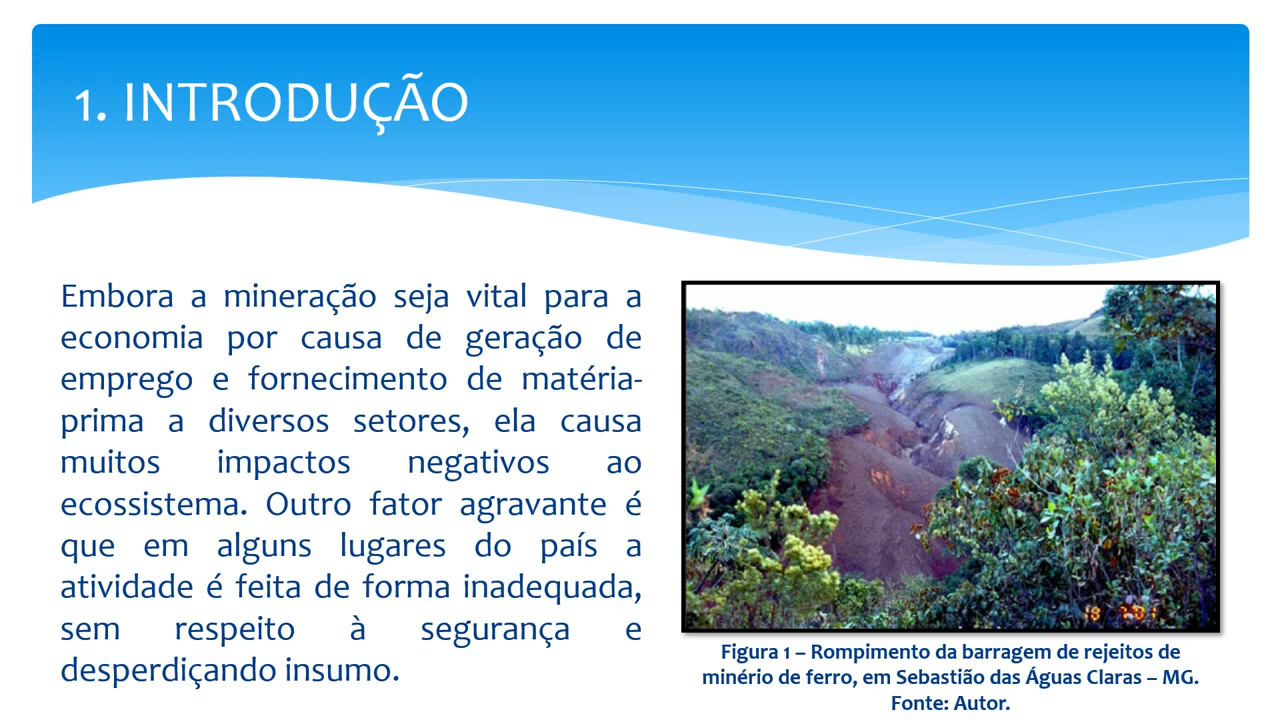 1. INTRODUÇÃO
Embora a mineração seja vital para a
economia por causa de geração de
emprego e fornecimento de matéria-
prima a diversos setores, ela causa
muitos impactos negativos ao
ecossistema. Outro fator agravante é
que em alguns lugares do país a
atividade é feita de forma inadequada,
sem respeito à segurança e
desperdiçando insumo.
Figura 1 – Rompimento da barragem de rejeitos de
minério de ferro, em Sebastião das Águas Claras – MG.
Fonte: Autor.